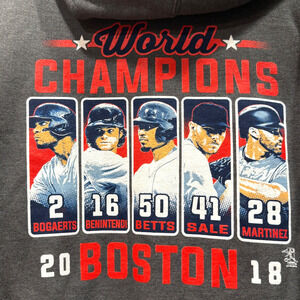 World
CHAMPIONS
2 16 50 41 28
BOGAERTS BENINTENDI BETTS SALE MARTINEZ
20 BOSTON 18